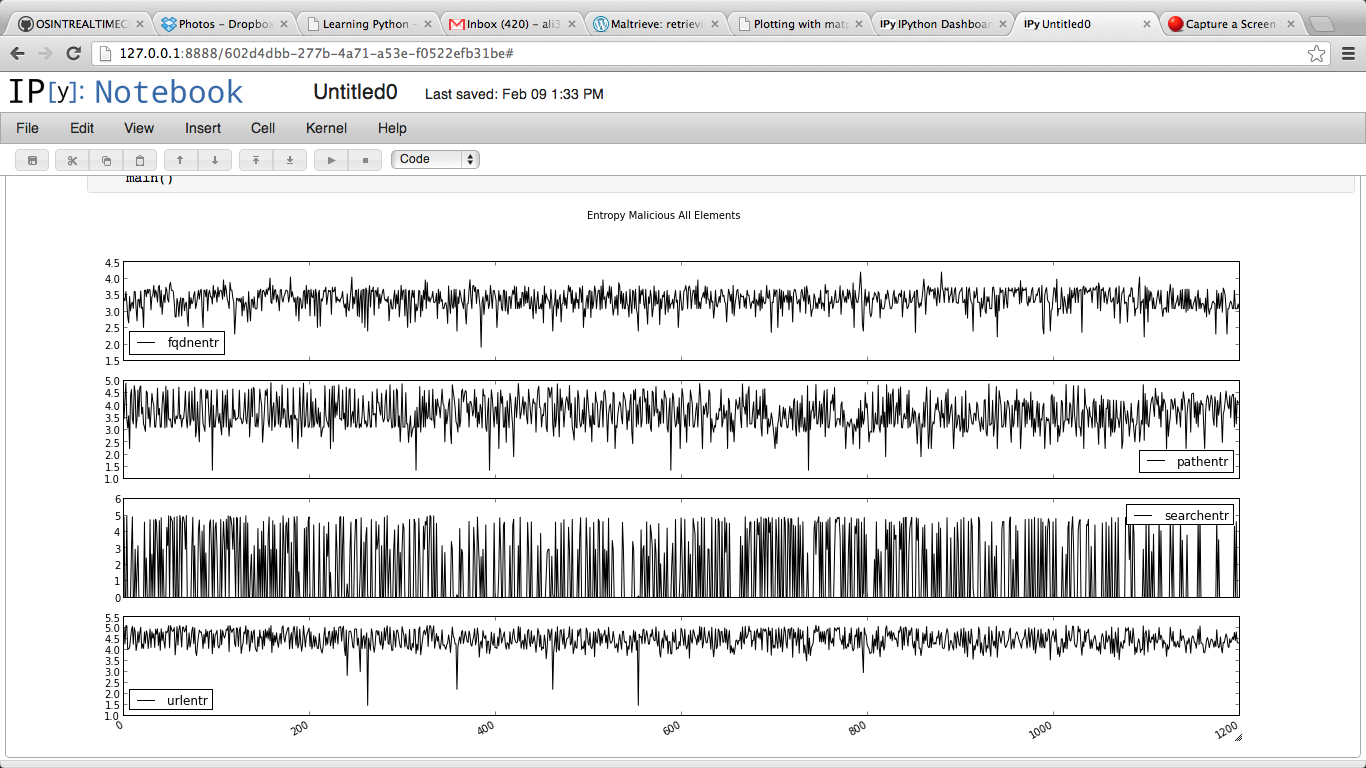 OSINTREALTIMEC
Photos – Dropbox
Learning Python –
Inbox (420) – ali3
Maltrieve: retrievi
Plotting with mat
IPy IPython Dashboar
IPy Untitled0
Capture a Screen
127.0.0.1:8888/602d4dbb-277b-4a71-a53e-f0522efb31be#
IP[y]: Notebook Untitled0 Last saved: Feb 09 1:33 PM
File Edit View Insert Cell Kernel Help
Code
main()
Entropy Malicious All Elements
4.5
4.0
3.5
3.0
2.5
2.0
1.5
fqdnentr
5.0
4.5
4.0
3.5
3.0
2.5
2.0
1.5
1.0
pathentr
6
5
4
3
2
1
0
searchentr
5.5
5.0
4.5
4.0
3.5
3.0
2.5
2.0
1.5
1.0
urlentr
0 200 400 600 800 1000 1200